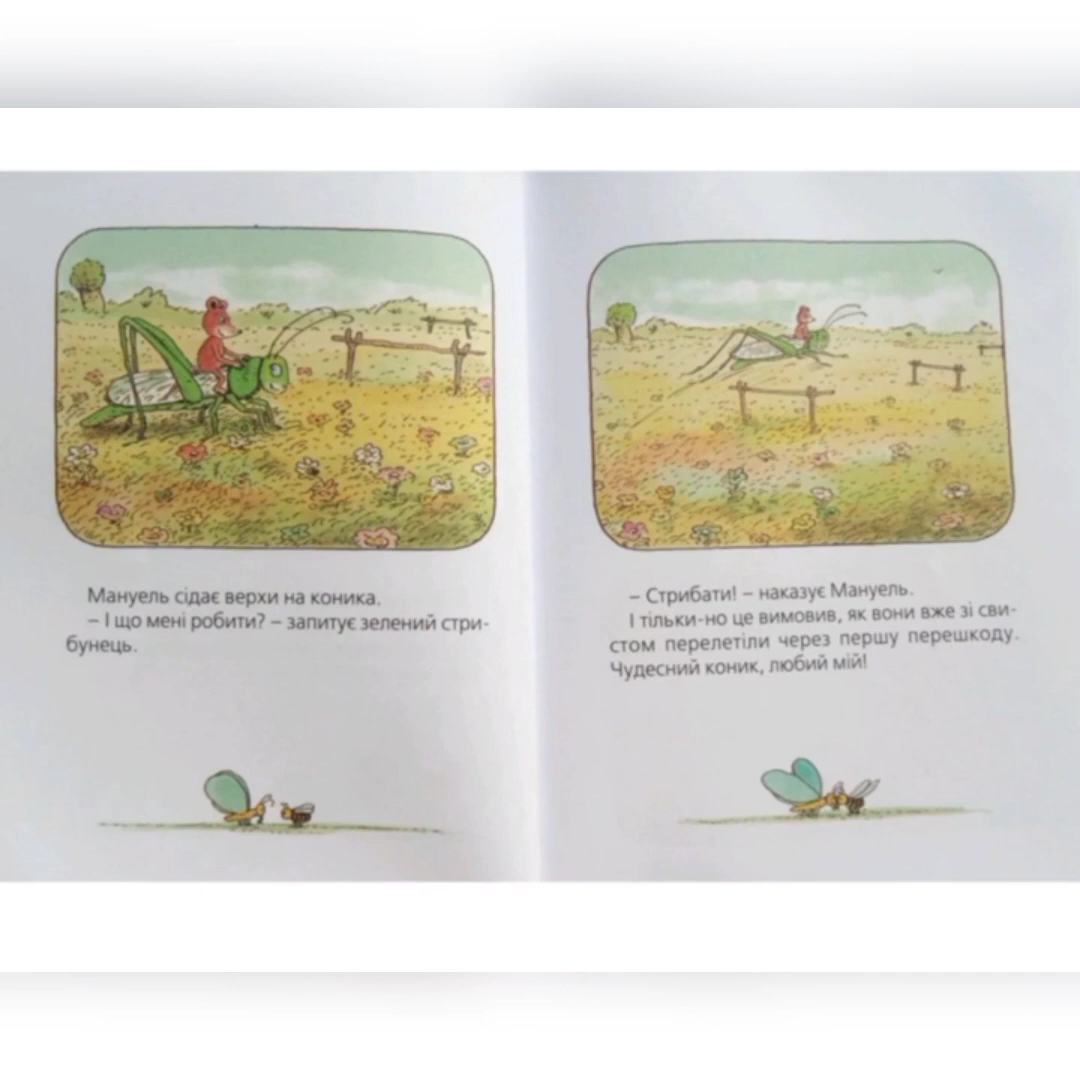 Мануель сідає верхи на коника.
– І що мені робити? – запитує зелений стри-
бунець.
– Стрибати! – наказує Мануель.
І тільки-но це вимовив, як вони вже зі сви-
стом перелетіли через першу перешкоду.
Чудесний коник, любий мій!